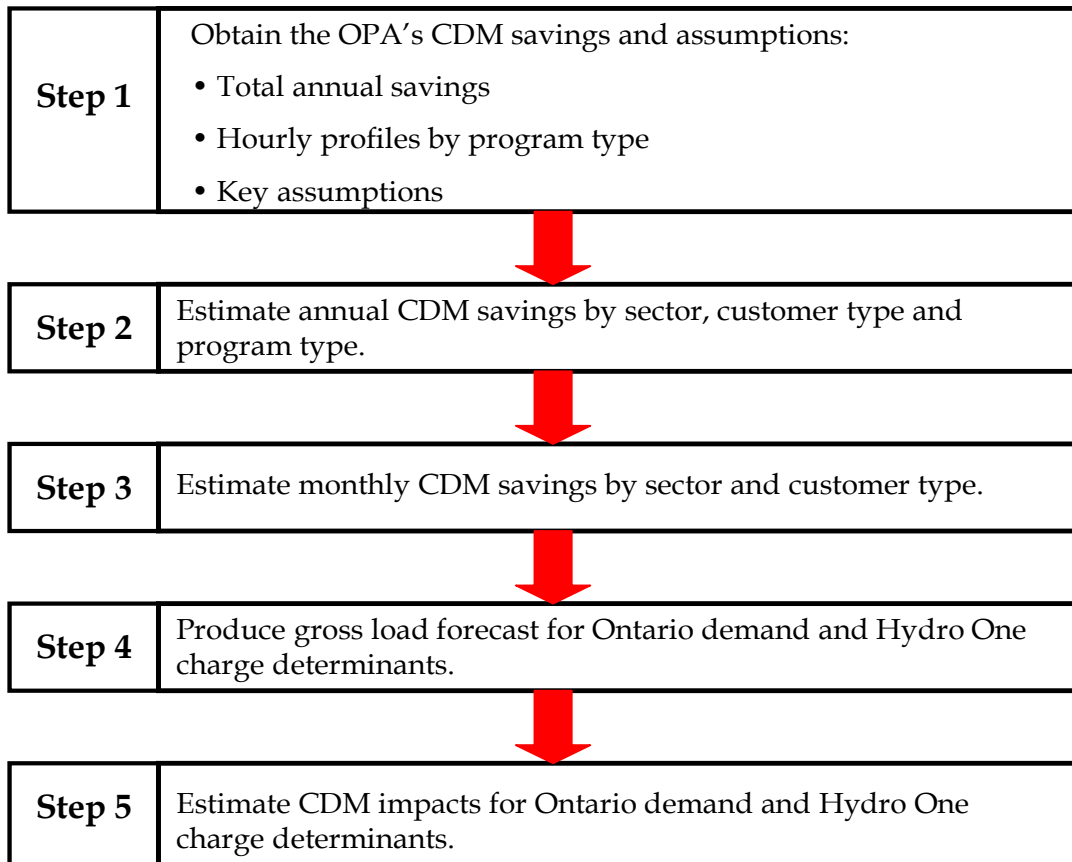 Step 1
Obtain the OPA’s CDM savings and assumptions:
• Total annual savings
• Hourly profiles by program type
• Key assumptions
Step 2
Estimate annual CDM savings by sector, customer type and
program type.
Step 3
Estimate monthly CDM savings by sector and customer type.
Step 4
Produce gross load forecast for Ontario demand and Hydro One
charge determinants.
Step 5
Estimate CDM impacts for Ontario demand and Hydro One
charge determinants.